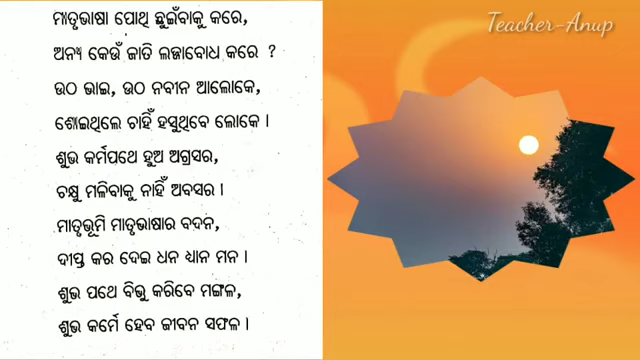 ମାତୃଭାଷା ପୋଥି ଛୁଇଁବାକୁ କରେ,
ଅନ୍ୟ କେଉଁ ଜାତି ଲଜ୍ଜାବୋଧ କରେ ?
ଉଠ ଭାଇ, ଉଠ ନବୀନ ଆଲୋକେ,
ଶୋଇଥିଲେ ଚାହିଁ ହସୁଥିବେ ଲୋକେ ।
ଶୁଭ କର୍ମପଥେ ହୁଅ ଅଗ୍ରସର,
ଚକ୍ଷୁ ମଳିବାକୁ ନାହିଁ ଅବସର ।
ମାତୃଭୂମି ମାତୃଭାଷାର ବଦନ,
ଦୀପ୍ତ କର ଦେଇ ଧନ ଧ୍ୟାନ ମନ ।
ଶୁଭ ପଥେ ବିଭୁ କରିବେ ମଙ୍ଗଳ,
ଶୁଭ କର୍ମେ ହେବ ଜୀବନ ସଫଳ ।
Teacher-Anup